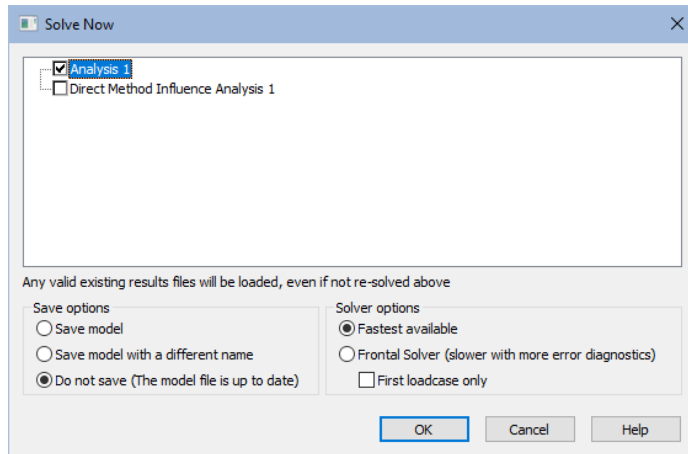 Solve Now
Analysis 1
Direct Method Influence Analysis 1
Any valid existing results files will be loaded, even if not re-solved above
Save options
Save model
Save model with a different name
Do not save (The model file is up to date)
Solver options
Fastest available
Frontal Solver (slower with more error diagnostics)
First loadcase only
OK
Cancel
Help